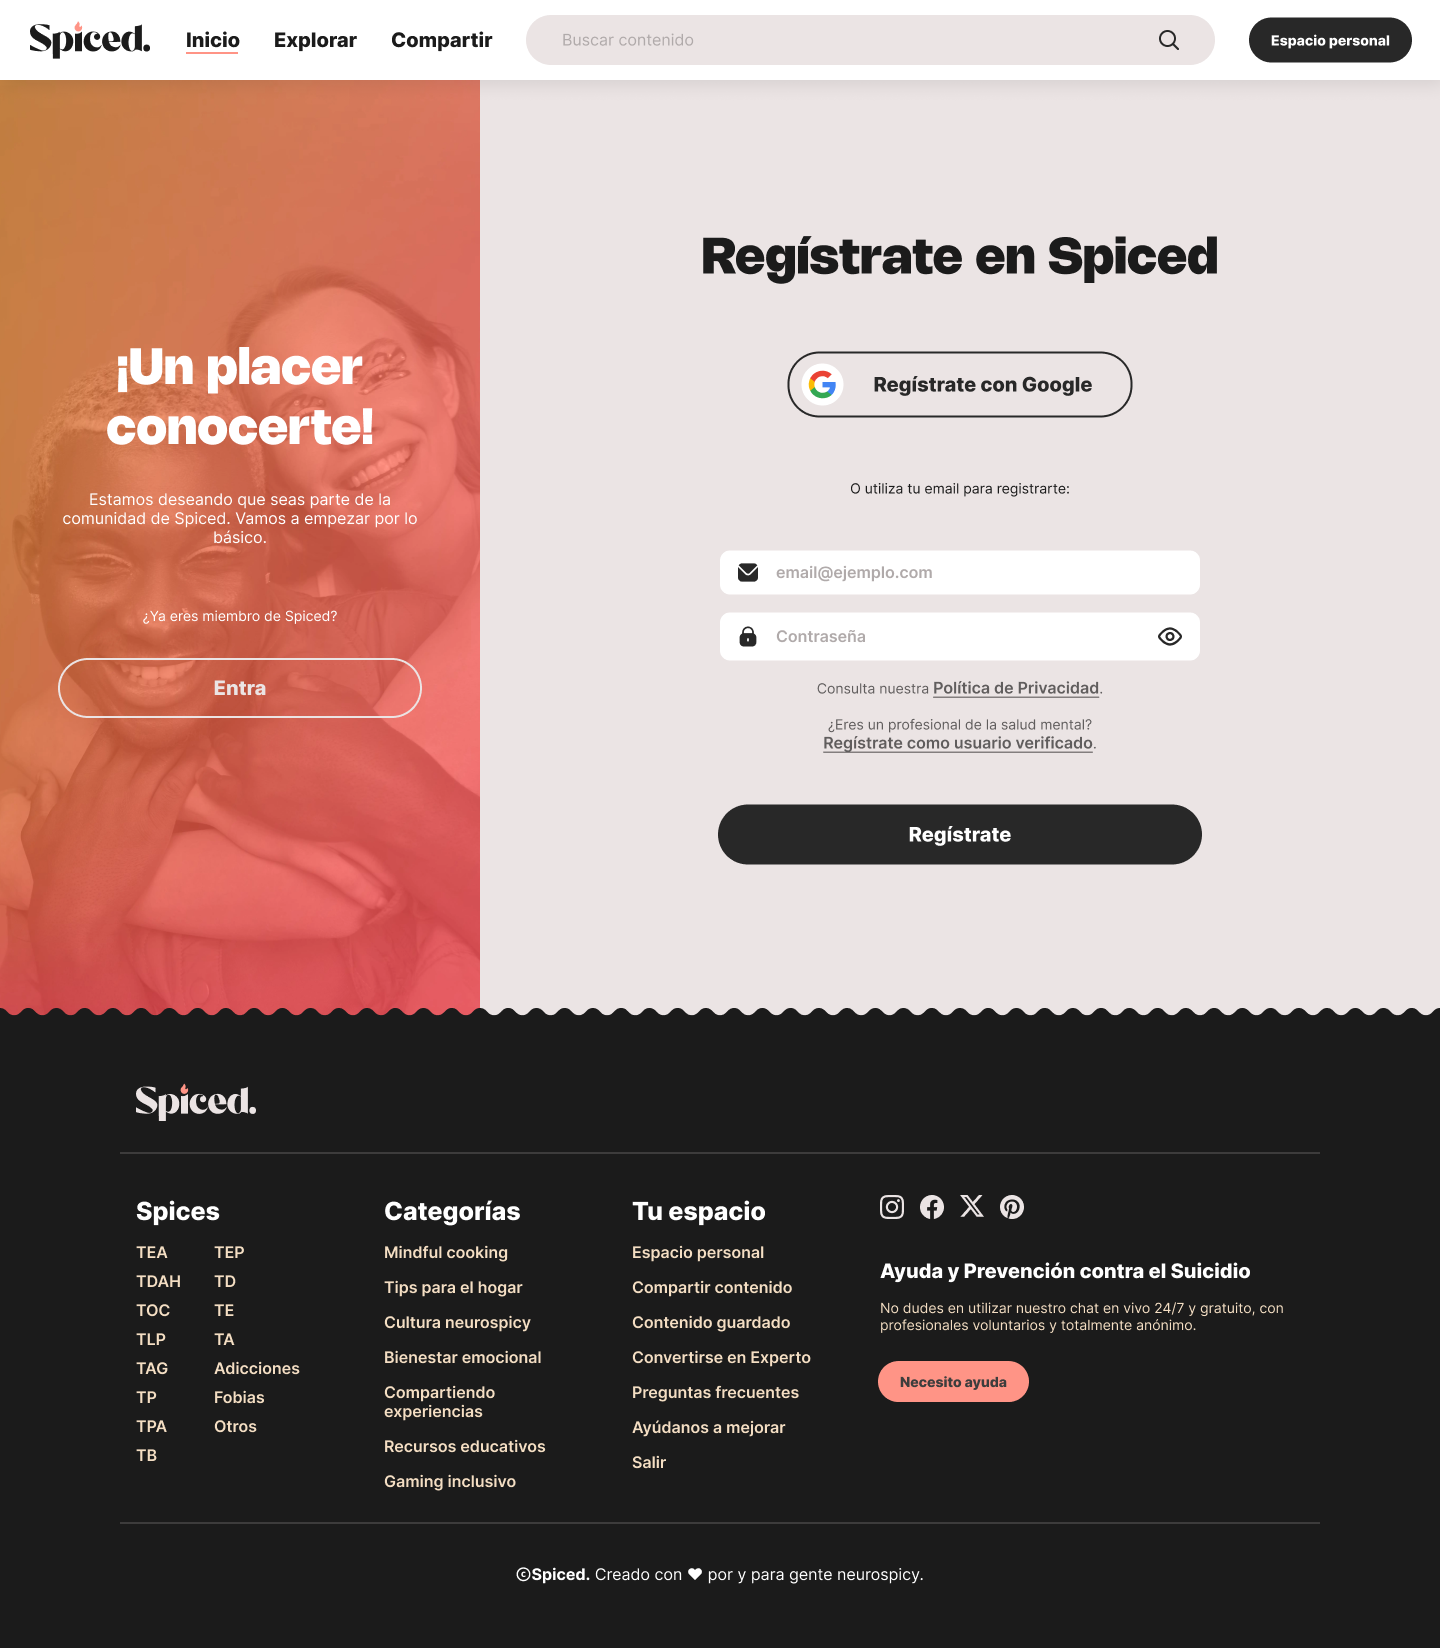 Spiced.
Inicio
Explorar
Compartir
Buscar contenido
Espacio personal
¡Un placer
conocerte!
Estamos deseando que seas parte de la
comunidad de Spiced. Vamos a empezar por lo
básico.
¿Ya eres miembro de Spiced?
Entra
Regístrate en Spiced
Regístrate con Google
O utiliza tu email para registrarte:
email@ejemplo.com
Contraseña
Consulta nuestra Política de Privacidad.
¿Eres un profesional de la salud mental?
Regístrate como usuario verificado.
Regístrate
Spiced.
Spices
TEA
TDAH
TOC
TLP
TAG
TP
TPA
TB
TEP
TD
TE
TA
Adicciones
Fobias
Otros
Categorías
Mindful cooking
Tips para el hogar
Cultura neurospicy
Bienestar emocional
Compartiendo
experiencias
Recursos educativos
Gaming inclusivo
Tu espacio
Espacio personal
Compartir contenido
Contenido guardado
Convertirse en Experto
Preguntas frecuentes
Ayúdanos a mejorar
Salir
Ayuda y Prevención contra el Suicidio
No dudes en utilizar nuestro chat en vivo 24/7 y gratuito, con
profesionales voluntarios y totalmente anónimo.
Necesito ayuda
©Spiced. Creado con ♥ por y para gente neurospicy.